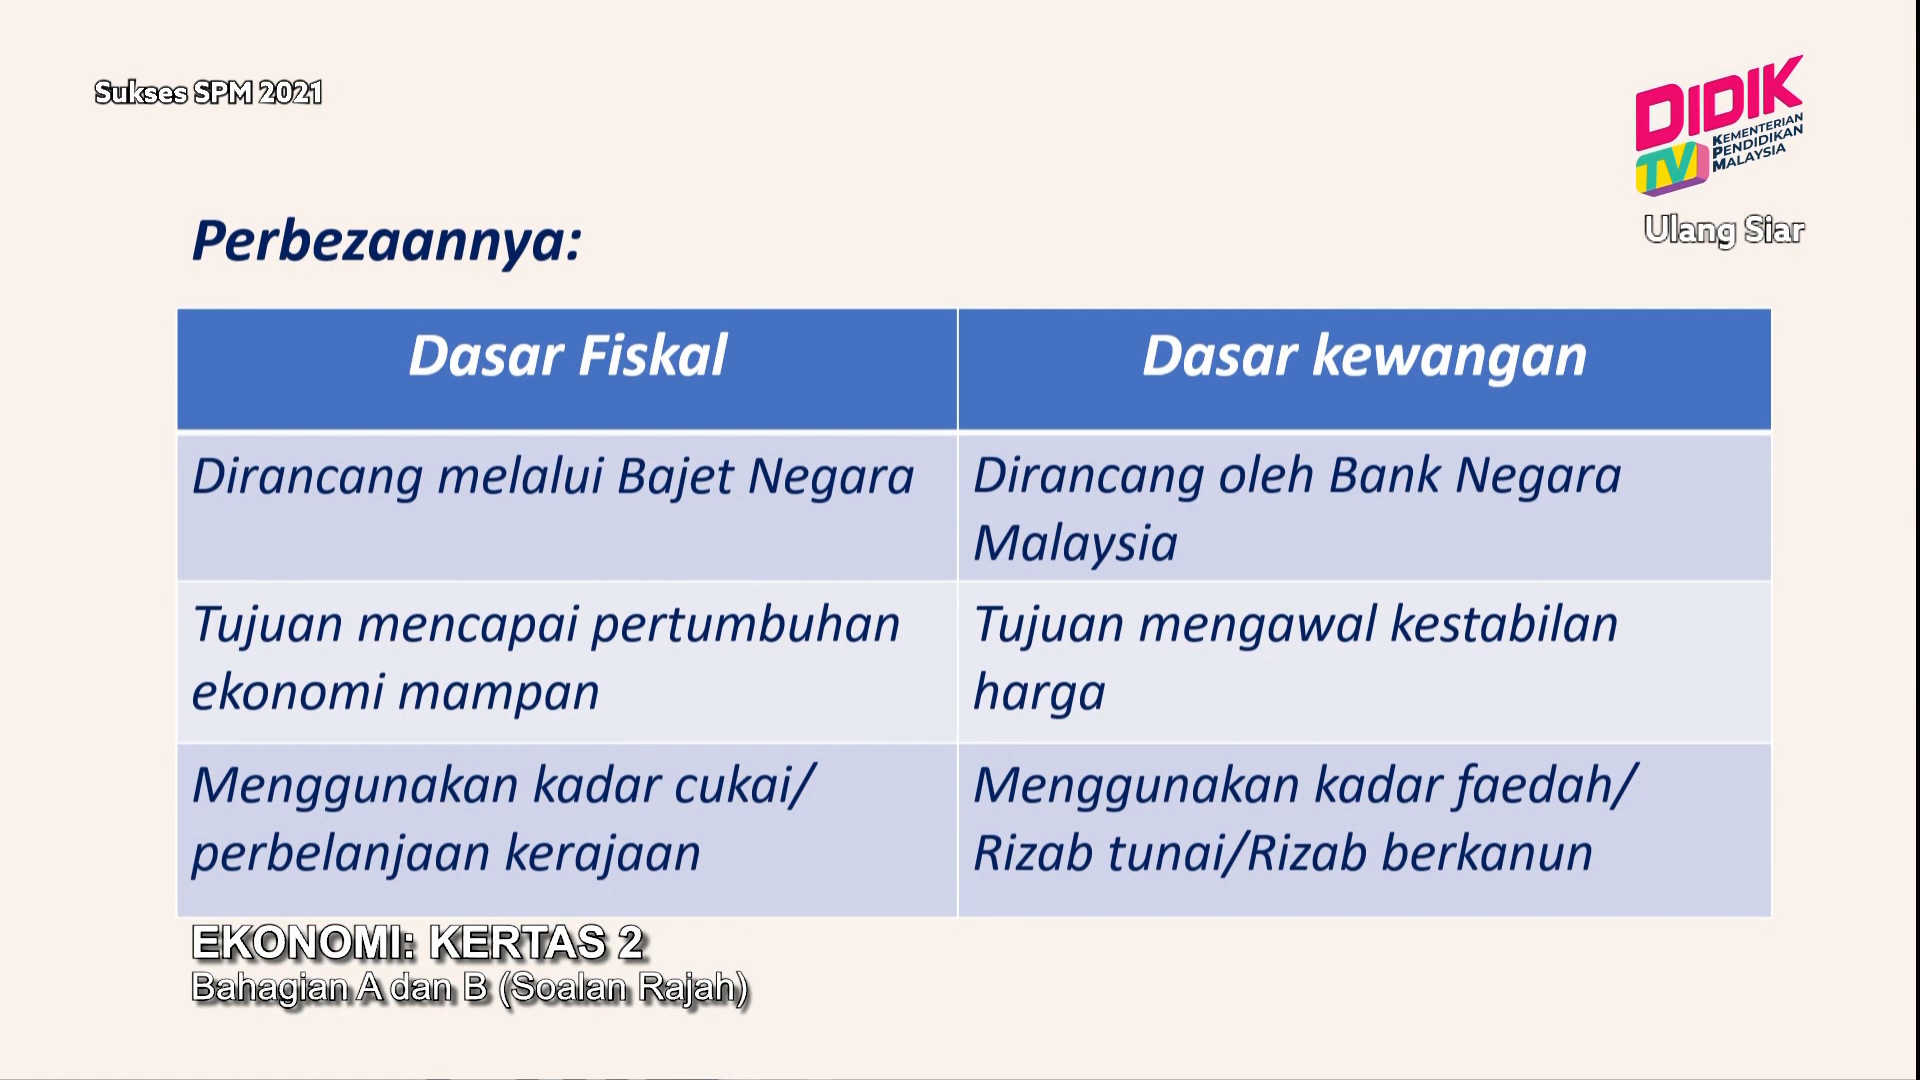 Sukses SPM 2021
DIDIK
TV
KEMENTERIAN
PENDIDIKAN
MALAYSIA
Ulang Siar
Perbezaannya:
Dasar Fiskal
Dasar kewangan
Dirancang melalui Bajet Negara
Dirancang oleh Bank Negara
Malaysia
Tujuan mencapai pertumbuhan
ekonomi mampan
Tujuan mengawal kestabilan
harga
Menggunakan kadar cukai/
perbelanjaan kerajaan
Menggunakan kadar faedah/
Rizab tunai/Rizab berkanun
EKONOMI: KERTAS 2
Bahagian A dan B (Soalan Rajah)